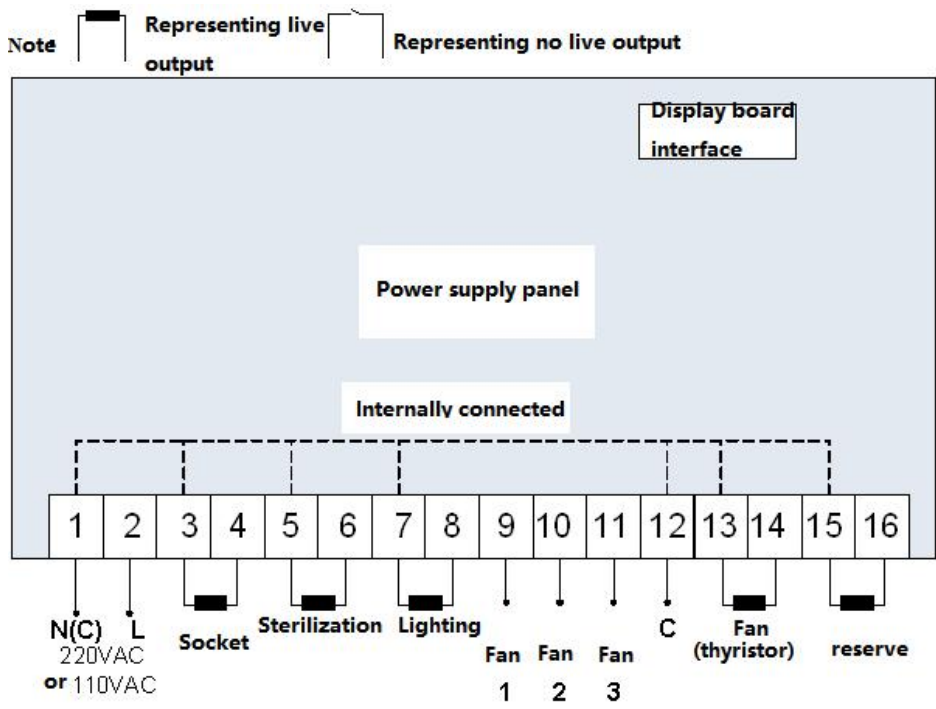 Note
Representing live
output
Representing no live output
Display board
interface
Power supply panel
Internally connected
1 2 3 4 5 6 7 8 9 10 11 12 13 14 15 16
N(C) L
220VAC
or 110VAC
Socket
Sterilization
Lighting
Fan
1
Fan
2
Fan
3
C
Fan
(thyristor)
reserve